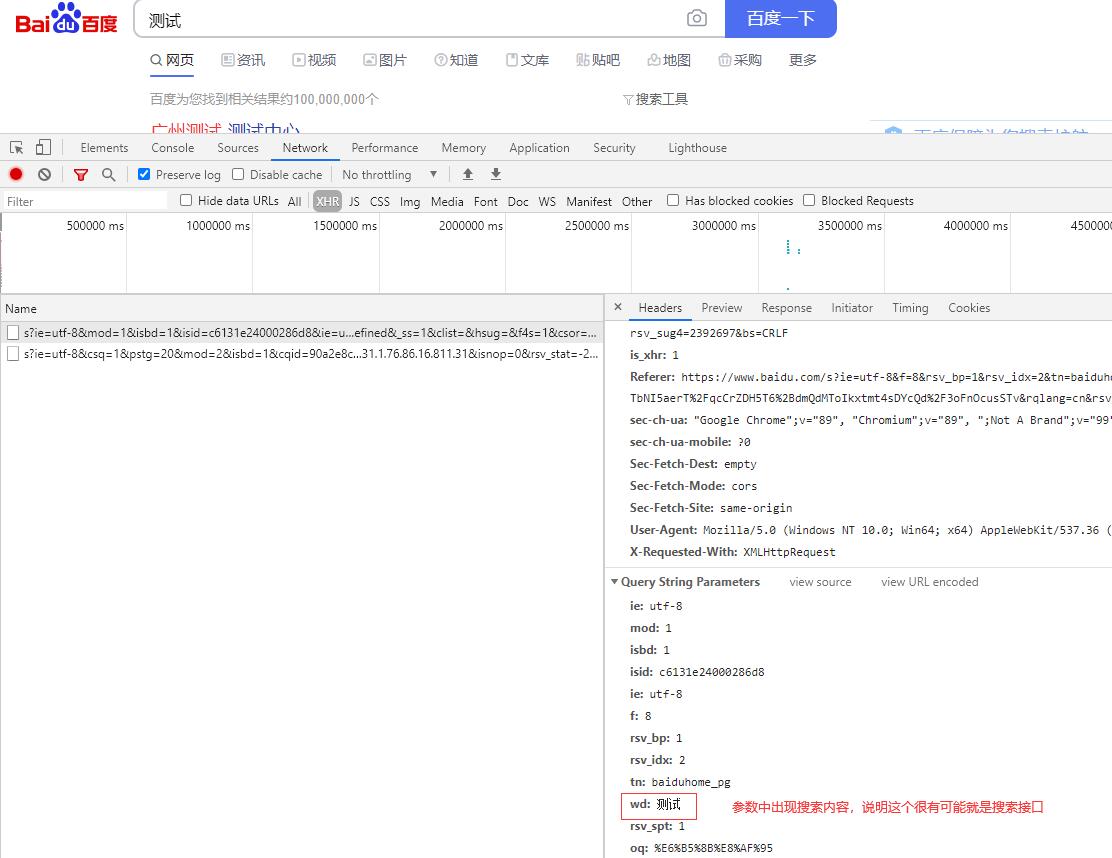 Bai du 百度 测试 百度一下
网页 资讯 视频 图片 知道 文库 贴吧 地图 采购 更多
百度为您找到相关结果约100,000,000个 搜索工具
广州测试 测试中心
Elements Console Sources Network Performance Memory Application Security Lighthouse
Preserve log Disable cache No throttling
Filter Hide data URLs All XHR JS CSS Img Media Font Doc WS Manifest Other Has blocked cookies Blocked Requests
500000 ms 1000000 ms 1500000 ms 2000000 ms 2500000 ms 3000000 ms 3500000 ms 4000000 ms 4500000
Name
s?ie=utf-8&mod=1&isbd=1&isid=c6131e24000286d8&ie=u...efined&_ss=1&clist=&hsug=&f4s=1&csor=...
s?ie=utf-8&csq=1&pstg=20&mod=2&isbd=1&cqid=90a2e8c...31.1.76.86.16.811.31&isnop=0&rsv_stat=-2...
× Headers Preview Response Initiator Timing Cookies
rsv_sug4=2392697&bs=CRLF
is_xhr: 1
Referer: https://www.baidu.com/s?ie=utf-8&f=8&rsv_bp=1&rsv_idx=2&tn=baiduho
TbNI5aerT%2FqcCrZDH5T6%2BdmQdMToIkxtmt4sDYcQd%2F3oFnOcusSTv&rqlang=cn&rsv
sec-ch-ua: "Google Chrome";v="89", "Chromium";v="89", ";Not A Brand";v="99"
sec-ch-ua-mobile: ?0
Sec-Fetch-Dest: empty
Sec-Fetch-Mode: cors
Sec-Fetch-Site: same-origin
User-Agent: Mozilla/5.0 (Windows NT 10.0; Win64; x64) AppleWebKit/537.36 (
X-Requested-With: XMLHttpRequest
Query String Parameters view source view URL encoded
ie: utf-8
mod: 1
isbd: 1
isid: c6131e24000286d8
ie: utf-8
f: 8
rsv_bp: 1
rsv_idx: 2
tn: baiduhome_pg
wd: 测试 参数中出现搜索内容，说明这个很有可能就是搜索接口
rsv_spt: 1
oq: %E6%B5%8B%E8%AF%95